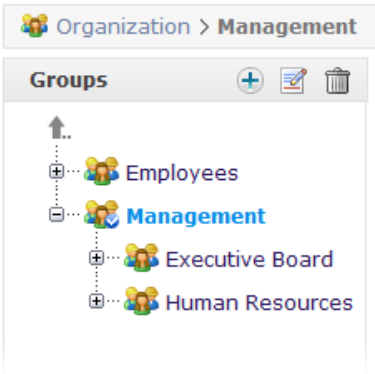 Organization > Management
Groups
..
Employees
Management
Executive Board
Human Resources